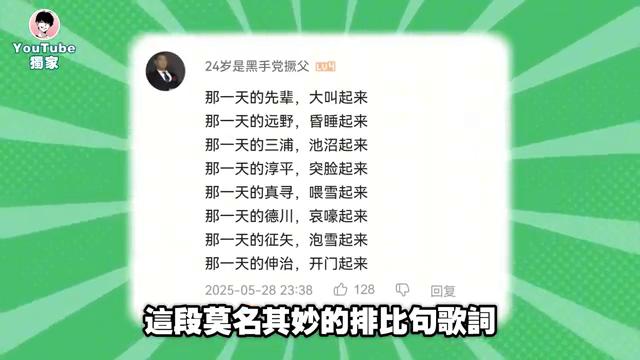 YouTube
獨家
24岁是黑手党撅父 LV4
那一天的先辈，大叫起来
那一天的远野，昏睡起来
那一天的三浦，池沼起来
那一天的淳平，突脸起来
那一天的真寻，喂雪起来
那一天的德川，哀嚎起来
那一天的征矢，泡雪起来
那一天的伸治，开门起来
2025-05-28 23:38 128 回复
這段莫名其妙的排比句歌詞